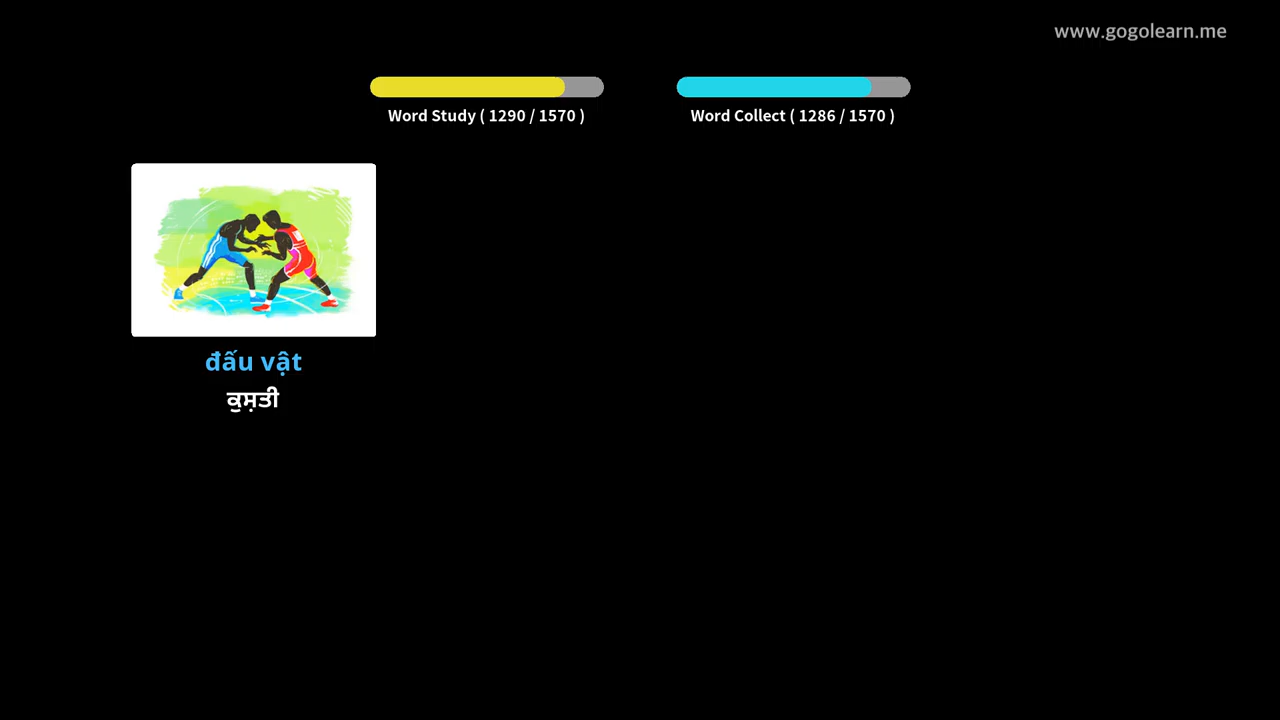 www.gogolearn.me
Word Study ( 1290 / 1570 )
Word Collect ( 1286 / 1570 )
đấu vật
ਕੁਸ਼ਤੀ